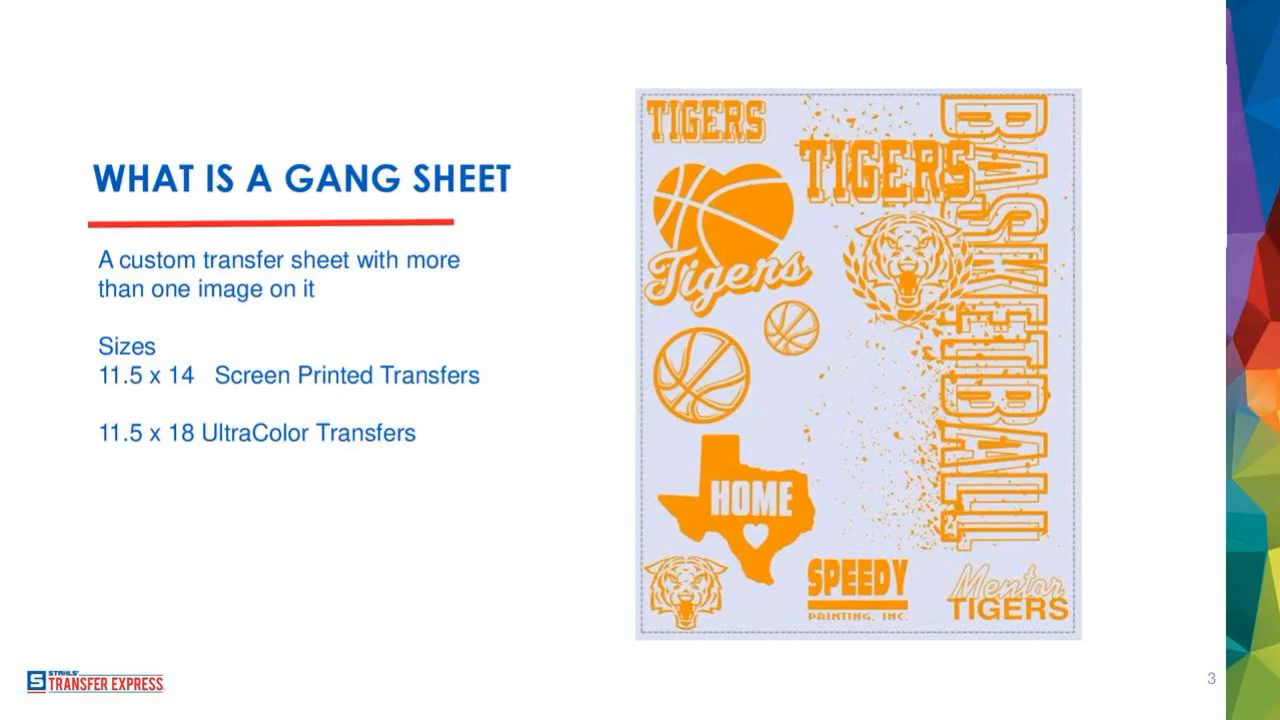 WHAT IS A GANG SHEET
A custom transfer sheet with more
than one image on it
Sizes
11.5 x 14 Screen Printed Transfers
11.5 x 18 UltraColor Transfers
TIGERS
TIGERS
BASKETBALL
Tigers
HOME
SPEEDY
PRINTING, INC.
Mentor
TIGERS
S
STAHLS'
TRANSFER EXPRESS
3